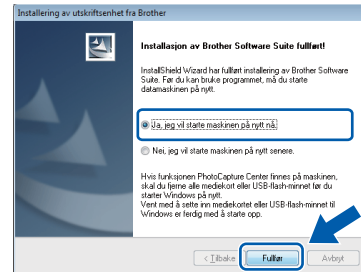 Installering av utskriftsenhet fra Brother
Installasjon av Brother Software Suite fullført!
InstallShield Wizard har fullført installering av Brother Software
Suite. Før du kan bruke programmet, må du starte
datamaskinen på nytt.
Ja, jeg vil starte maskinen på nytt nå.
Nei, jeg vil starte maskinen på nytt senere.
Hvis funksjonen PhotoCapture Center finnes på maskinen,
skal du fjerne alle mediekort eller USB-flash-minnet før du
starter Windows på nytt.
Vent med å sette inn mediekortet eller USB-flash-minnet til
Windows er ferdig med å starte opp.
< Tilbake Fullfør Avbryt